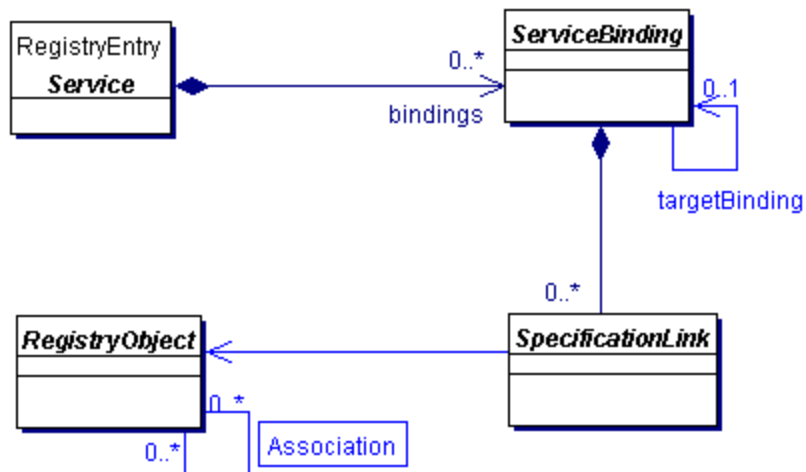 RegistryEntry
Service
0..*
bindings
ServiceBinding
0..1
targetBinding
0..*
RegistryObject
SpecificationLink
0..*
0..*
Association